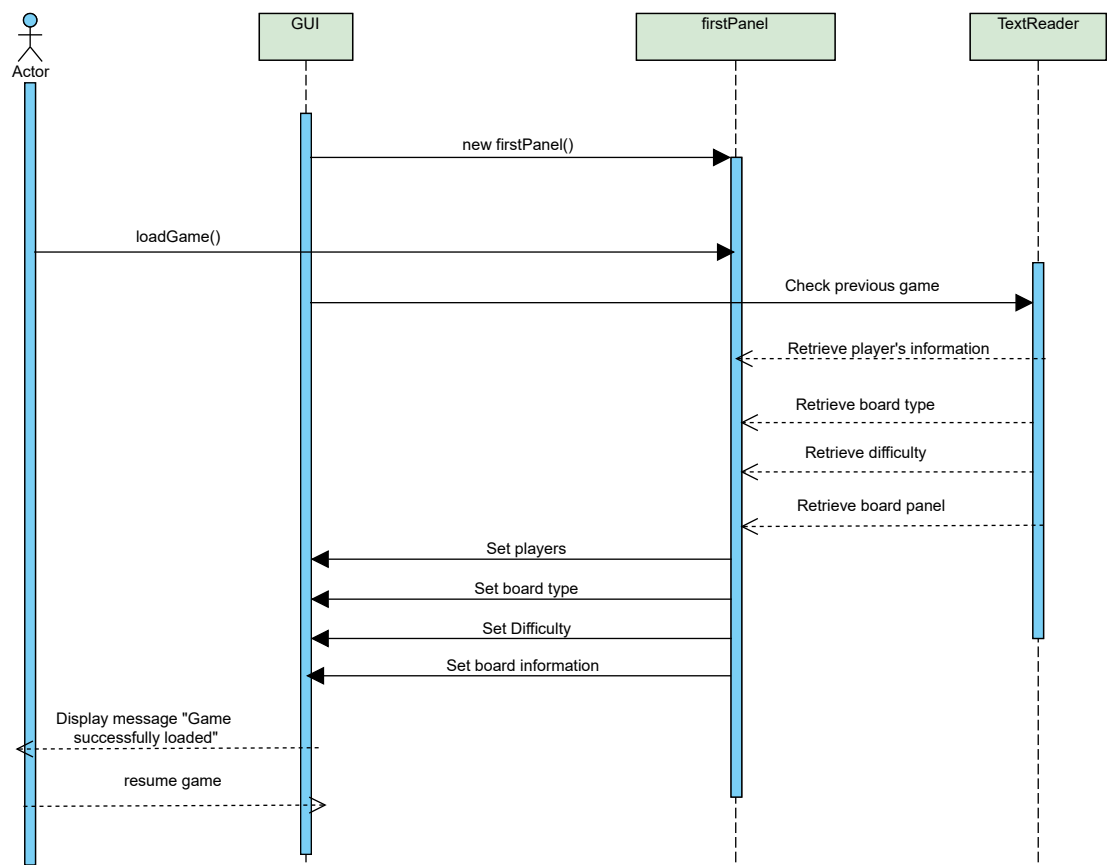 GUI
firstPanel
TextReader
Actor
new firstPanel()
loadGame()
Check previous game
Retrieve player's information
Retrieve board type
Retrieve difficulty
Retrieve board panel
Set players
Set board type
Set Difficulty
Set board information
Display message "Game
successfully loaded"
resume game